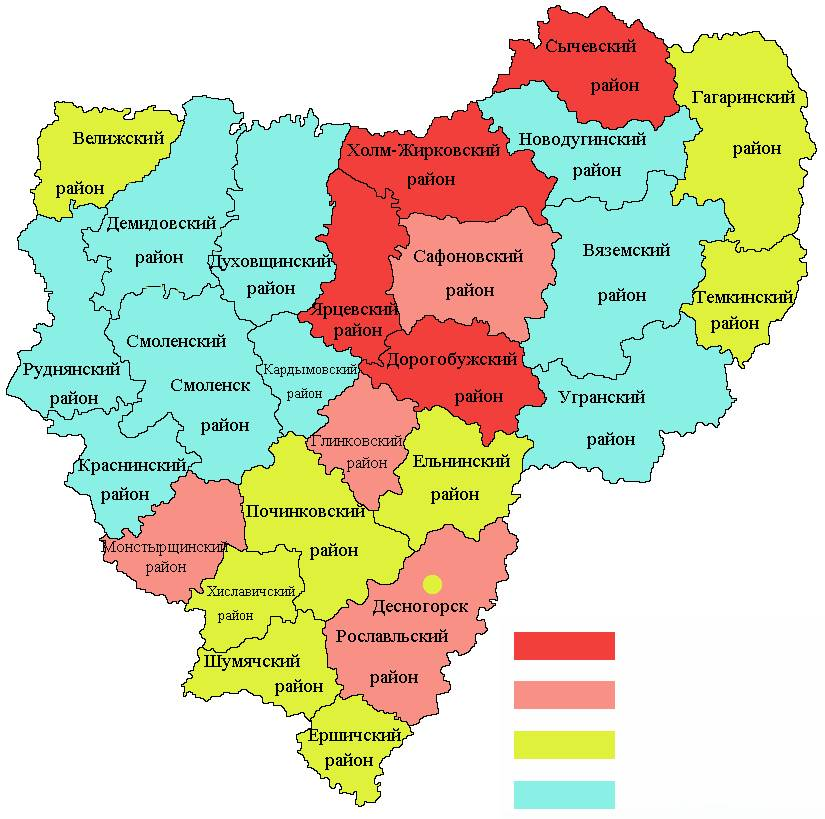 Сычевский
район
Гагаринский
район
Велижский
район
Новодугинский
район
Холм-Жирковский
район
Демидовский
район
Духовщинский
район
Сафоновский
район
Вяземский
район
Темкинский
район
Ярцевский
район
Смоленский
Смоленск
район
Руднянский
район
Кардымовский
район
Дорогобужский
район
Угранский
район
Краснинский
район
Глинковский
район
Ельнинский
район
Починковский
район
Монстырщинский
район
Хиславичский
район
Десногорск
Рославльский
район
Шумячский
район
Ершичский
район